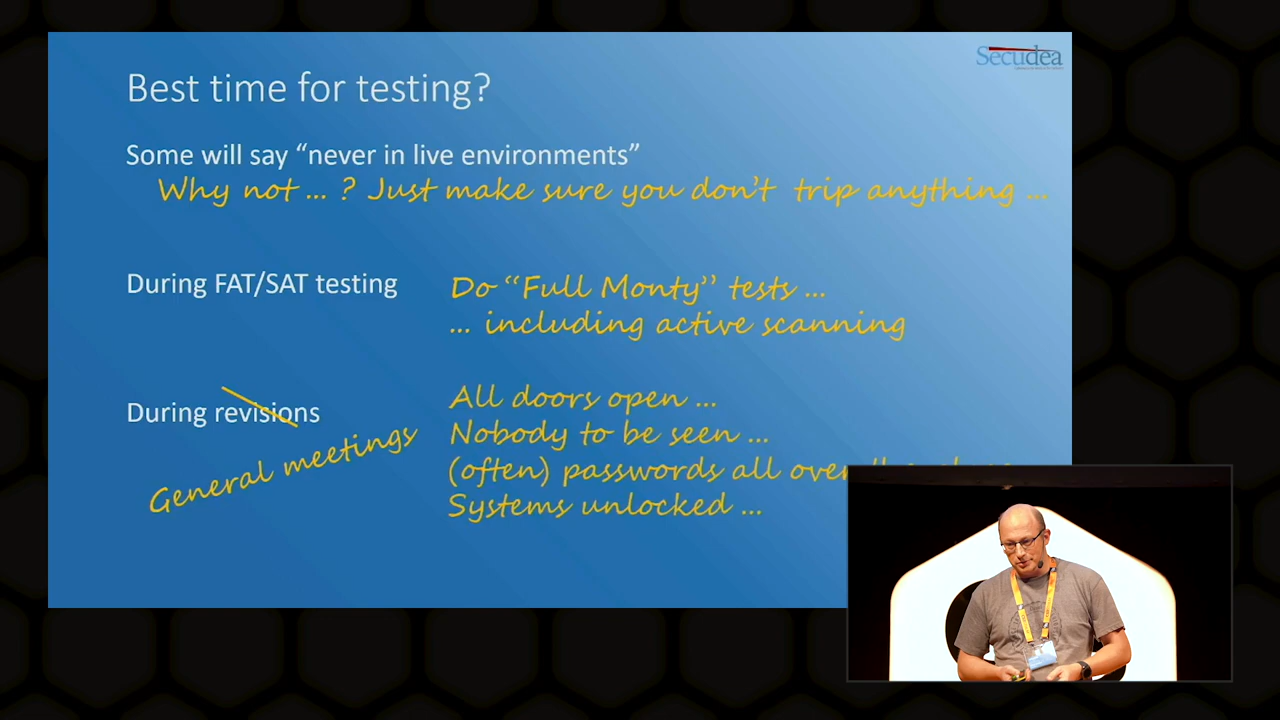 Secudea
Best time for testing?
Some will say “never in live environments”
Why not ... ? Just make sure you don’t trip anything ...
During FAT/SAT testing
Do “Full Monty” tests ...
... including active scanning
During revisions
General meetings
All doors open ...
Nobody to be seen ...
(often) passwords all over
Systems unlocked ...